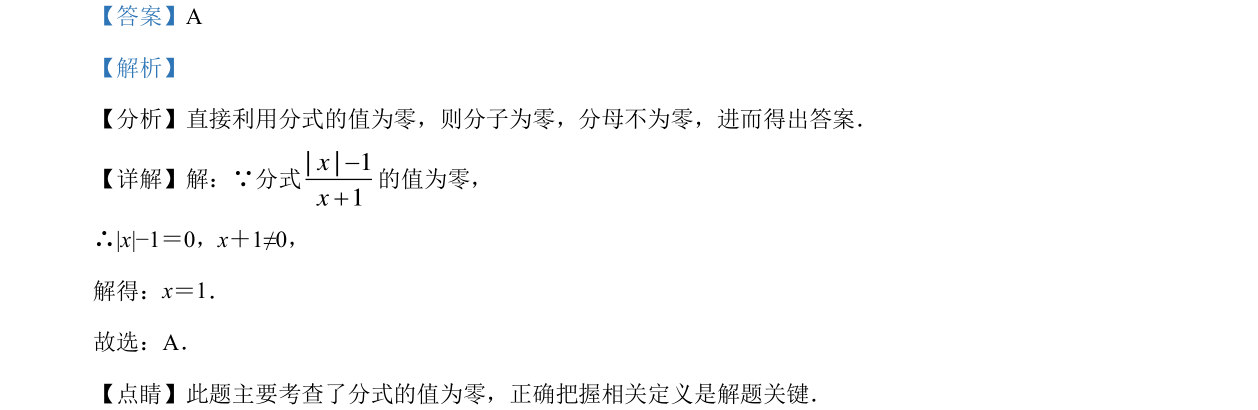 【答案】A
【解析】
【分析】直接利用分式的值为零，则分子为零，分母不为零，进而得出答案．
【详解】解：∵分式$\frac{|x|-1}{x+1}$的值为零，
∴|x|−1＝0，x＋1≠0，
解得：x＝1．
故选：A．
【点睛】此题主要考查了分式的值为零，正确把握相关定义是解题关键．